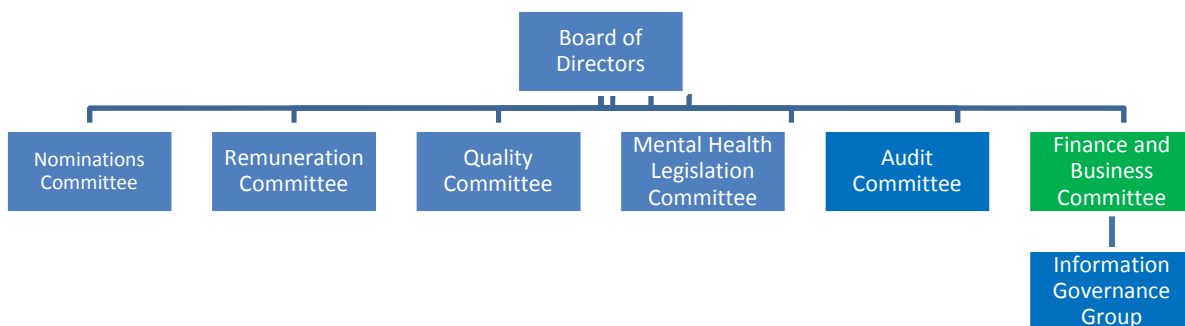 Board of
Directors
Nominations
Committee
Remuneration
Committee
Quality
Committee
Mental Health
Legislation
Committee
Audit
Committee
Finance and
Business
Committee
Information
Governance
Group